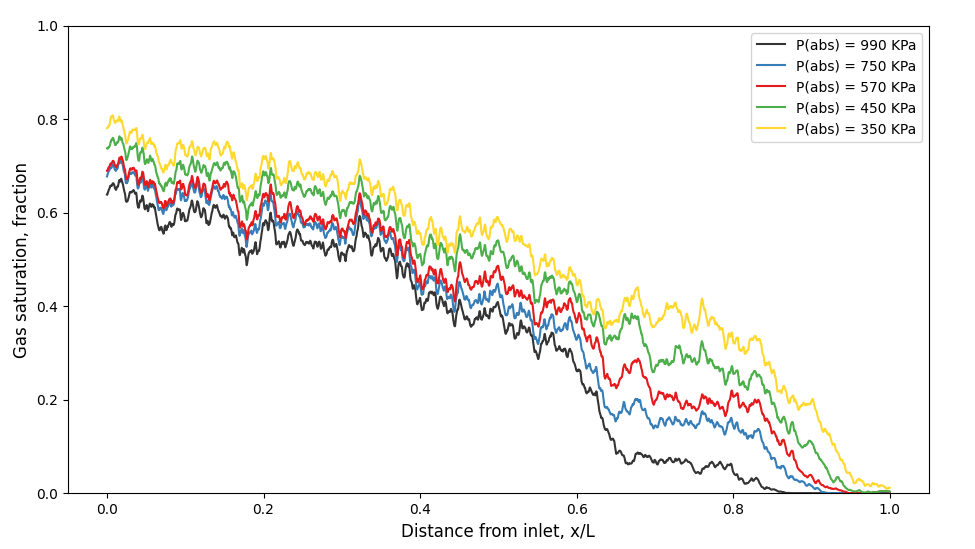 1.0
0.8
0.6
0.4
0.2
0.0
Gas saturation, fraction
P(abs) = 990 KPa
P(abs) = 750 KPa
P(abs) = 570 KPa
P(abs) = 450 KPa
P(abs) = 350 KPa
0.0 0.2 0.4 0.6 0.8 1.0
Distance from inlet, x/L